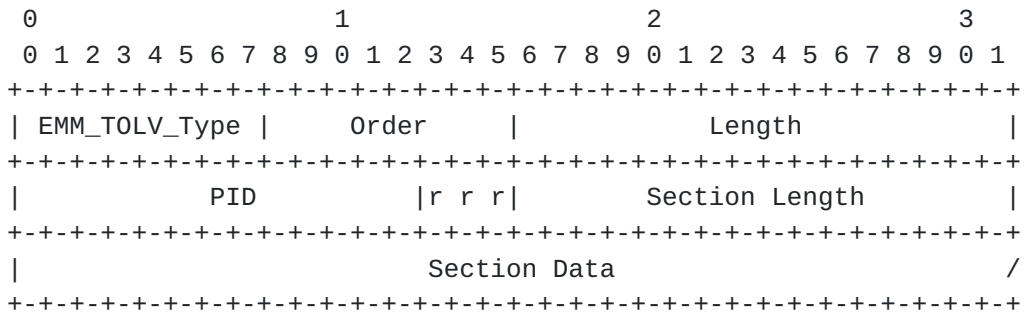 0                   1                   2                   3
 0 1 2 3 4 5 6 7 8 9 0 1 2 3 4 5 6 7 8 9 0 1 2 3 4 5 6 7 8 9 0 1
+-+-+-+-+-+-+-+-+-+-+-+-+-+-+-+-+-+-+-+-+-+-+-+-+-+-+-+-+-+-+-+-+
| EMM_TOLV_Type |     Order     |            Length             |
+-+-+-+-+-+-+-+-+-+-+-+-+-+-+-+-+-+-+-+-+-+-+-+-+-+-+-+-+-+-+-+-+
|            PID          |r r r|        Section Length         |
+-+-+-+-+-+-+-+-+-+-+-+-+-+-+-+-+-+-+-+-+-+-+-+-+-+-+-+-+-+-+-+-+
|                          Section Data                         /
+-+-+-+-+-+-+-+-+-+-+-+-+-+-+-+-+-+-+-+-+-+-+-+-+-+-+-+-+-+-+-+-+